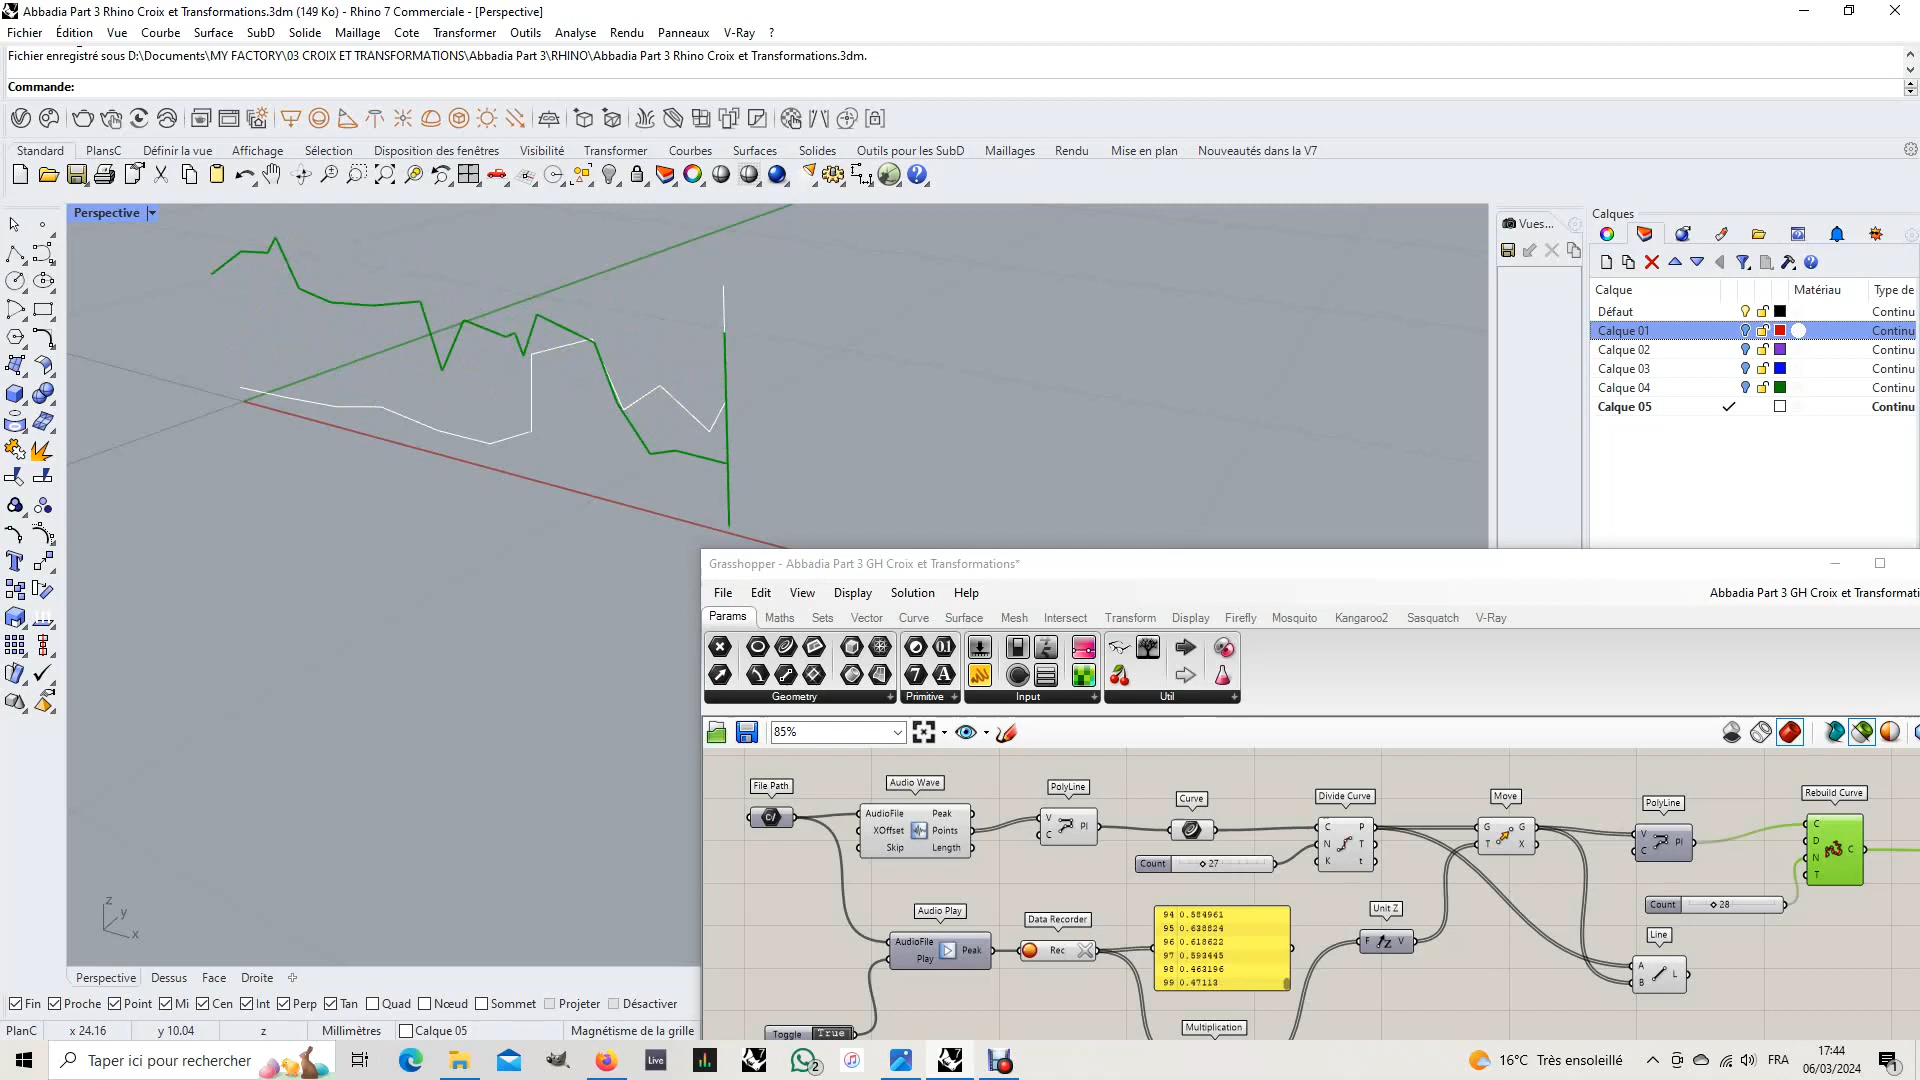 Abbadia Part 3 Rhino Croix et Transformations.3dm (149 Ko) - Rhino 7 Commerciale - [Perspective]
Fichier Édition Vue Courbe Surface SubD Solide Maillage Cote Transformer Outils Analyse Rendu Panneaux V-Ray ?
Fichier enregistré sous D:\Documents\MY FACTORY\03 CROIX ET TRANSFORMATIONS\Abbadia Part 3\RHINO\Abbadia Part 3 Rhino Croix et Transformations.3dm.
Commande:
Standard PlansC Définir la vue Affichage Sélection Disposition des fenêtres Visibilité Transformer Courbes Surfaces Solides Outils pour les SubD Maillages Rendu Mise en plan Nouveautés dans la V7
Perspective
Vues...
Calques
Calque Matériau Type de
Défaut Continu
Calque 01 Continu
Calque 02 Continu
Calque 03 Continu
Calque 04 Continu
Calque 05 Continu
z
y
x
Grasshopper - Abbadia Part 3 GH Croix et Transformations*
File Edit View Display Solution Help Abbadia Part 3 GH Croix et Transformati
Params Maths Sets Vector Curve Surface Mesh Intersect Transform Display Firefly Mosquito Kangaroo2 Sasquatch V-Ray
Geometry Primitive Input Util
85%
File Path Audio Wave PolyLine Curve Divide Curve Move PolyLine Rebuild Curve
AudioFile Peak
XOffset Points
Skip Length
V Pl
C
C P
N T
K t
G G
T X
V Pl
C
C
D C
N
T
Count 27
Count 28
Audio Play Data Recorder Unit Z Line
AudioFile Peak
Play
Rec
94 0.584961
95 0.638824
96 0.618622
97 0.593445
98 0.463196
99 0.47113
F V
A L
B
Multiplication
Toggle True
Perspective Dessus Face Droite
Fin Proche Point Mi Cen Int Perp Tan Quad Nœud Sommet Projeter Désactiver
PlanC x 24.16 y 10.04 z Millimètres Calque 05 Magnétisme de la grille
Taper ici pour rechercher Live 2 16°C Très ensoleillé FRA 17:44
06/03/2024 1